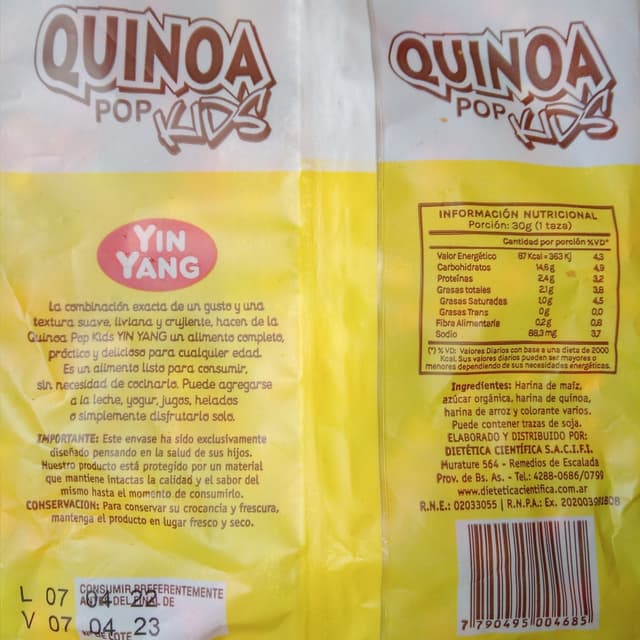 QUINOA
POP KIDS
YIN
YANG
La combinación exacta de un gusto y una
textura suave, liviana y crujiente, hacen de la
Quinoa Pop Kids YIN YANG un alimento completo,
práctico y delicioso para cualquier edad.
Es un alimento listo para consumir,
sin necesidad de cocinarlo. Puede agregarse
a la leche, yogur, jugos, helados
o simplemente disfrutarlo solo.
IMPORTANTE: Este envase ha sido exclusivamente
diseñado pensando en la salud de sus hijos.
Nuestro producto está protegido por un material
que mantiene intactas la calidad y el sabor del
mismo hasta el momento de consumirlo.
CONSERVACION: Para conservar su crocancia y frescura,
mantenga el producto en lugar fresco y seco.
CONSUMIR PREFERENTEMENTE
ANTES DEL FINAL DE
L 07 04 22
V 07 04 23
LOTE
QUINOA
POP KIDS
INFORMACIÓN NUTRICIONAL
Porción: 30g (1 taza)
Cantidad por porción %VD*
Valor Energético 87 Kcal = 363 Kj 4,3
Carbohidratos 14,6 g 4,9
Proteínas 2,4 g 3,2
Grasas totales 2,1 g 3,8
Grasas Saturadas 1,0 g 4,5
Grasas Trans 0 g 0,0
Fibra Alimentaria 0,2 g 0,8
Sodio 88,3 mg 3,7
(*) % VD: Valores Diarios con base a una dieta de 2000
Kcal. Sus valores diarios pueden ser mayores o
menores dependiendo de sus necesidades energéticas.
Ingredientes: Harina de maíz,
azúcar orgánica, harina de quinoa,
harina de arroz y colorante varios.
Puede contener trazas de soja.
ELABORADO Y DISTRIBUIDO POR:
DIETÉTICA CIENTÍFICA S.A.C.I.F.I.
Murature 564 - Remedios de Escalada
Prov. de Bs. As. - Tel.: 4288-0686/0799
www.dieteticacientifica.com.ar
R.N.E.: 02033055 | R.N.P.A.: Ex.
7 790495 004685